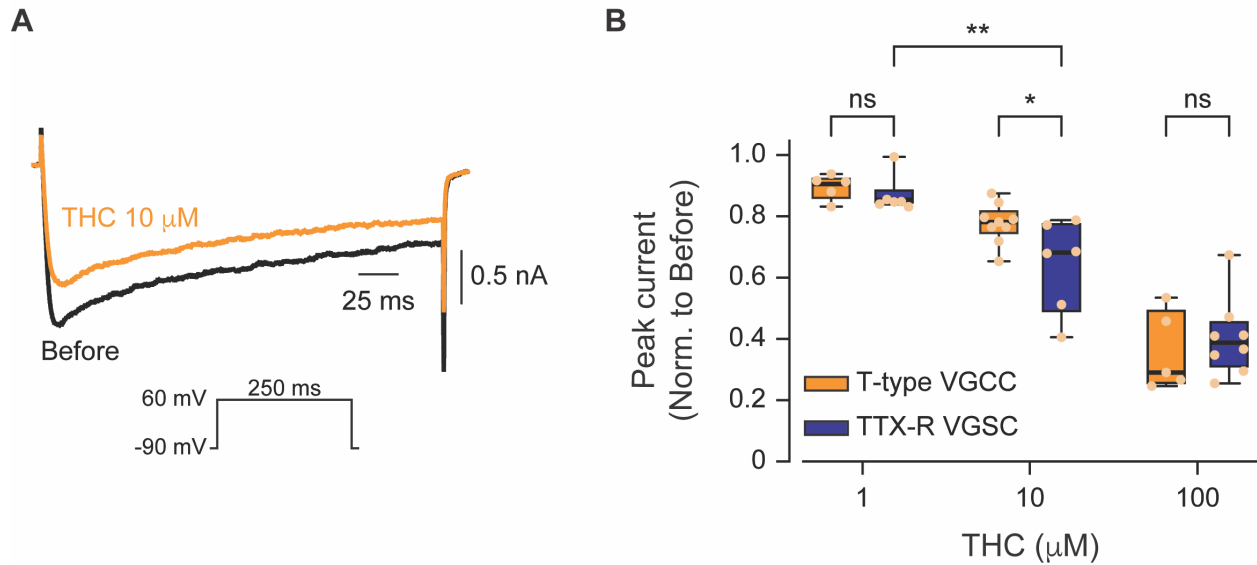 A
THC 10 μM
Before
25 ms
0.5 nA
60 mV
250 ms
-90 mV
B
**
ns
*
ns
Peak current
(Norm. to Before)
1.0
0.8
0.6
0.4
0.2
0
T-type VGCC
TTX-R VGSC
1
10
100
THC (μM)